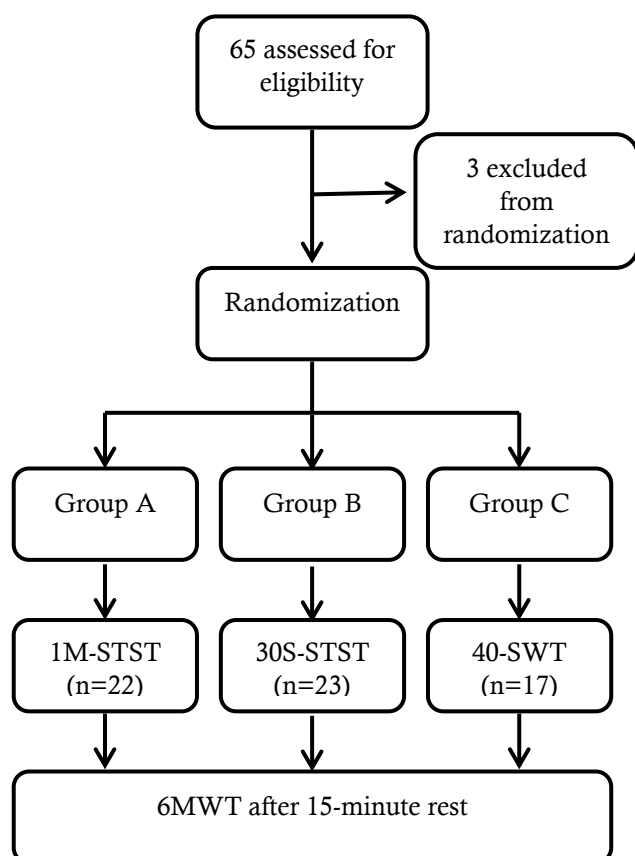 65 assessed for
eligibility
3 excluded
from
randomization
Randomization
Group A
Group B
Group C
1M-STST
(n=22)
30S-STST
(n=23)
40-SWT
(n=17)
6MWT after 15-minute rest